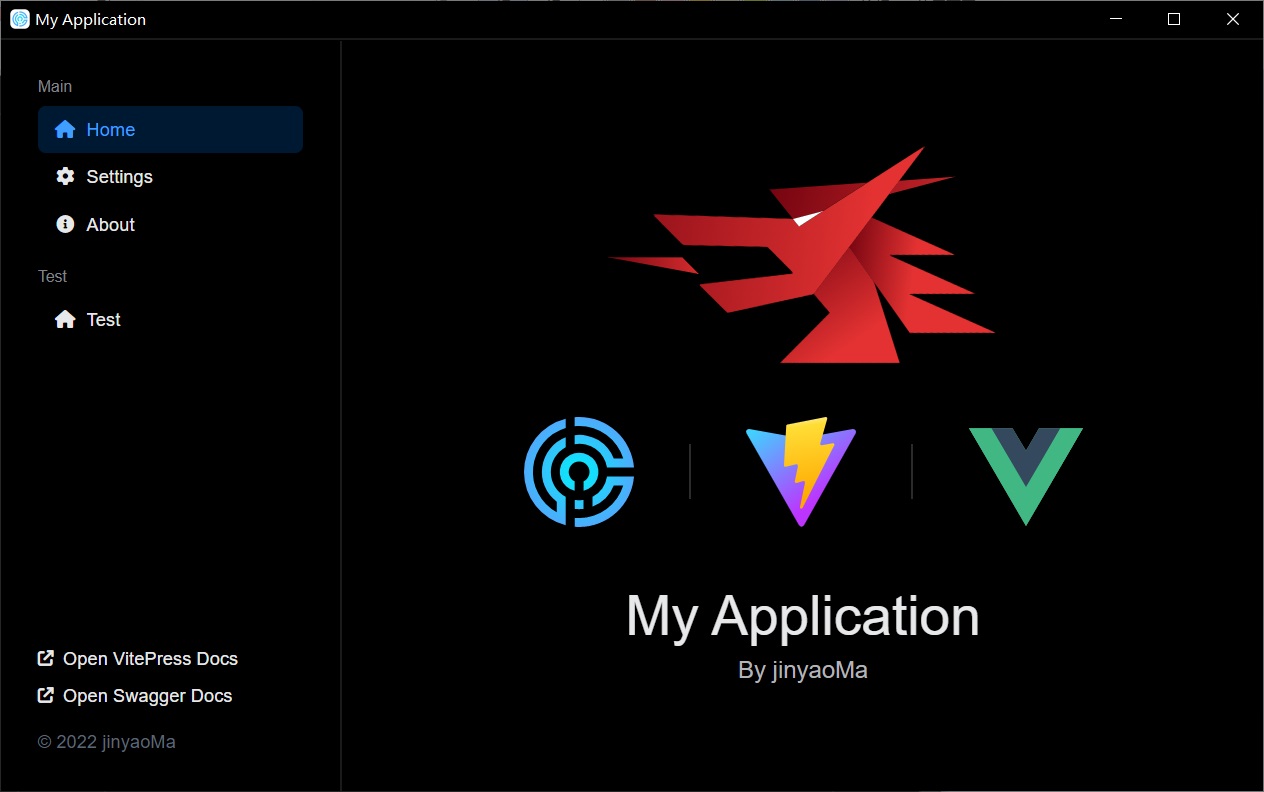 My Application
Main
Home
Settings
About
Test
Test
Open VitePress Docs
Open Swagger Docs
© 2022 jinyaoMa
My Application
By jinyaoMa